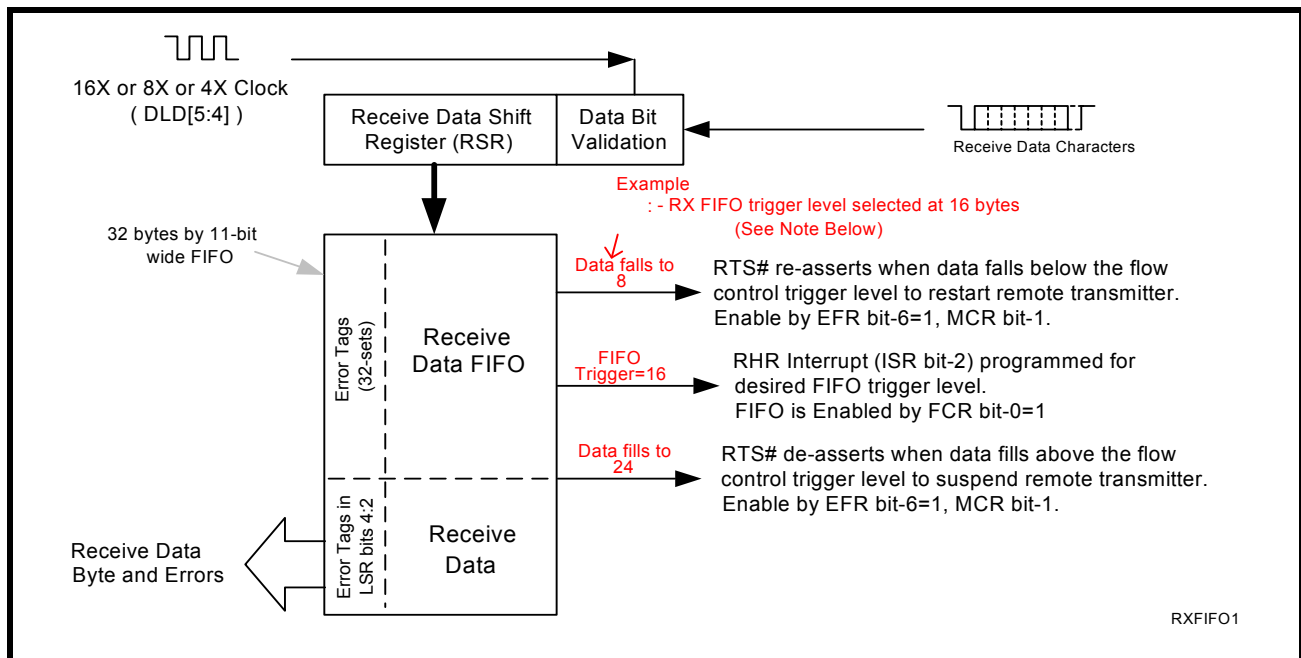 16X or 8X or 4X Clock
( DLD[5:4] )
Receive Data Shift
Register (RSR)
Data Bit
Validation
Receive Data Characters
Example
: - RX FIFO trigger level selected at 16 bytes
(See Note Below)
32 bytes by 11-bit
wide FIFO
Error Tags
(32-sets)
Receive
Data FIFO
Data falls to
8
RTS# re-asserts when data falls below the flow
control trigger level to restart remote transmitter.
Enable by EFR bit-6=1, MCR bit-1.
FIFO
Trigger=16
RHR Interrupt (ISR bit-2) programmed for
desired FIFO trigger level.
FIFO is Enabled by FCR bit-0=1
Data fills to
24
RTS# de-asserts when data fills above the flow
control trigger level to suspend remote transmitter.
Enable by EFR bit-6=1, MCR bit-1.
Error Tags in
LSR bits 4:2
Receive
Data
Receive Data
Byte and Errors
RXFIFO1